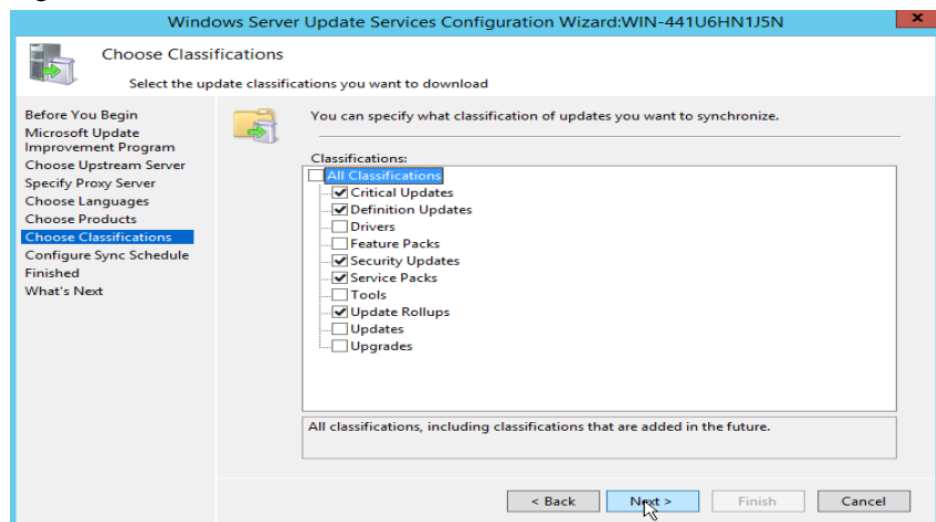 Windows Server Update Services Configuration Wizard:WIN-441U6HN1J5N
x
Choose Classifications
Select the update classifications you want to download
Before You Begin
Microsoft Update
Improvement Program
Choose Upstream Server
Specify Proxy Server
Choose Languages
Choose Products
Choose Classifications
Configure Sync Schedule
Finished
What's Next
You can specify what classification of updates you want to synchronize.
Classifications:
All Classifications
Critical Updates
Definition Updates
Drivers
Feature Packs
Security Updates
Service Packs
Tools
Update Rollups
Updates
Upgrades
All classifications, including classifications that are added in the future.
< Back
Next >
Finish
Cancel